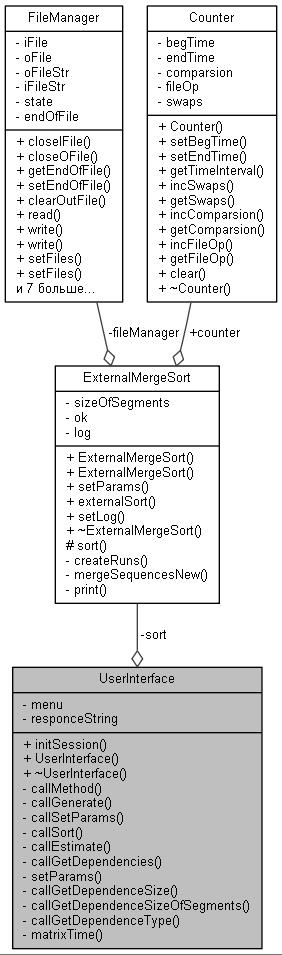 FileManager
- iFile
- oFile
- oFileStr
- iFileStr
- state
- endOfFile
+ closeIFile()
+ closeOFile()
+ getEndOfFile()
+ setEndOfFile()
+ clearOutFile()
+ read()
+ write()
+ write()
+ setFiles()
+ setFiles()
и 7 больше...
Counter
- begTime
- endTime
- comparsion
- fileOp
- swaps
+ Counter()
+ setBegTime()
+ setEndTime()
+ getTimeInterval()
+ incSwaps()
+ getSwaps()
+ incComparsion()
+ getComparsion()
+ incFileOp()
+ getFileOp()
+ clear()
+ ~Counter()
-fileManager
+counter
ExternalMergeSort
- sizeOfSegments
- ok
- log
+ ExternalMergeSort()
+ ExternalMergeSort()
+ setParams()
+ externalSort()
+ setLog()
+ ~ExternalMergeSort()
# sort()
- createRuns()
- mergeSequencesNew()
- print()
-sort
UserInterface
- menu
- responceString
+ initSession()
+ UserInterface()
+ ~UserInterface()
- callMethod()
- callGenerate()
- callSetParams()
- callSort()
- callEstimate()
- callGetDependencies()
- setParams()
- callGetDependenceSize()
- callGetDependenceSizeOfSegments()
- callGetDependenceType()
- matrixTime()